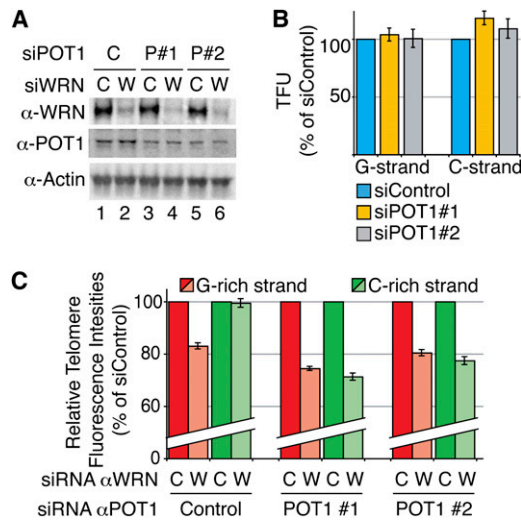 A
siPOT1 C P#1 P#2
siWRN C W C W C W
α-WRN
α-POT1
α-Actin
1 2 3 4 5 6
B
TFU
(% of siControl)
100
50
G-strand C-strand
siControl
siPOT1#1
siPOT1#2
C
G-rich strand C-rich strand
Relative Telomere
Fluorescence Intesities
(% of siControl)
100
80
60
0
siRNA αWRN C W C W C W C W C W C W
siRNA αPOT1 Control POT1 #1 POT1 #2